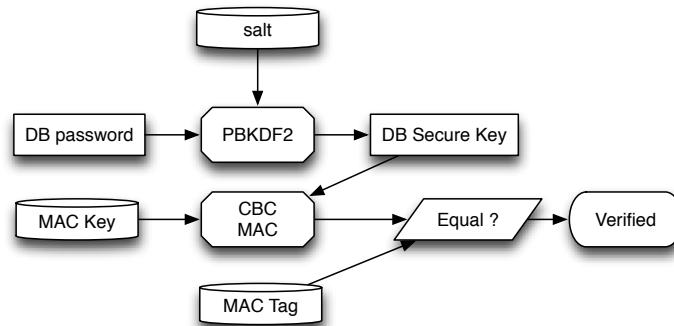 salt
DB password
PBKDF2
DB Secure Key
MAC Key
CBC
MAC
Equal ?
Verified
MAC Tag